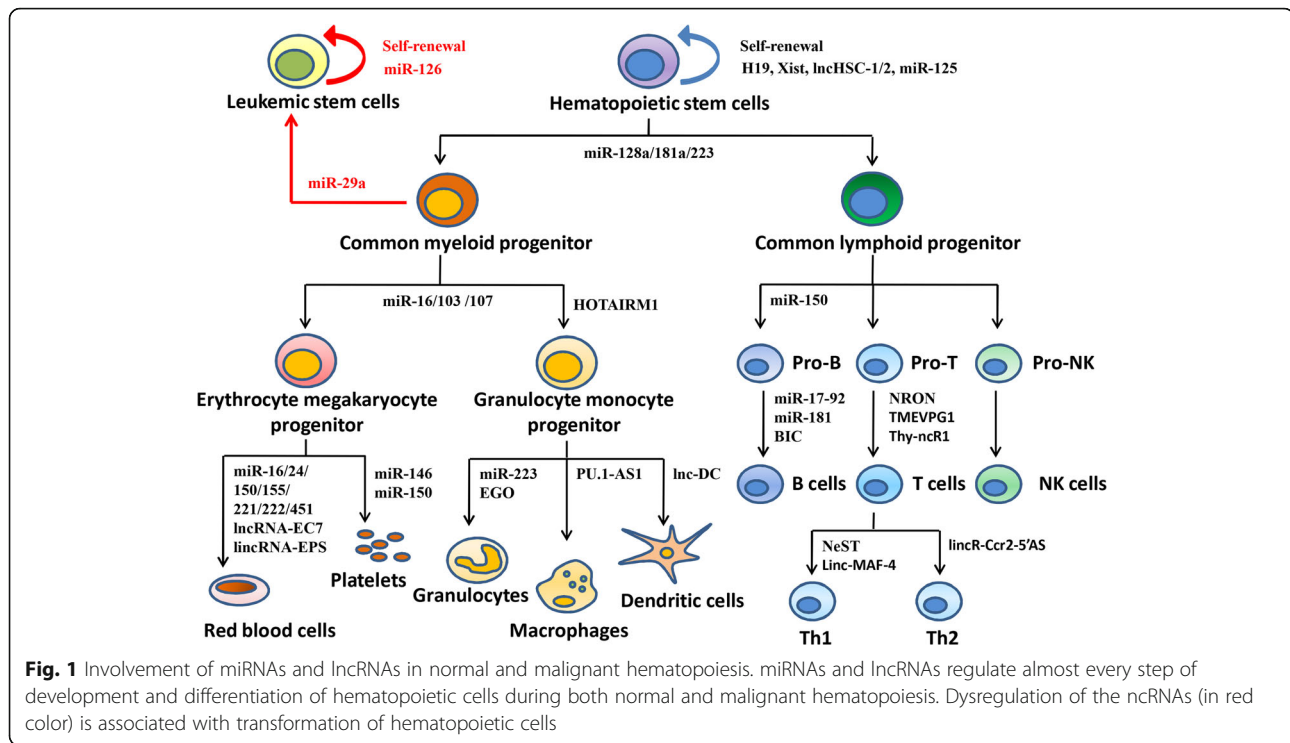 Self-renewal
miR-126
Leukemic stem cells
Self-renewal
H19, Xist, lncHSC-1/2, miR-125
Hematopoietic stem cells
miR-128a/181a/223
miR-29a
Common myeloid progenitor
Common lymphoid progenitor
miR-16/103 /107
HOTAIRM1
miR-150
Erythrocyte megakaryocyte
progenitor
Granulocyte monocyte
progenitor
Pro-B
Pro-T
Pro-NK
miR-17-92
miR-181
BIC
NRON
TMEVPG1
Thy-ncR1
miR-16/24/
150/155/
221/222/451
lncRNA-EC7
lincRNA-EPS
miR-146
miR-150
miR-223
EGO
PU.1-AS1
lnc-DC
B cells
T cells
NK cells
Red blood cells
Platelets
Granulocytes
Macrophages
Dendritic cells
NeST
Linc-MAF-4
lincR-Ccr2-5'AS
Th1
Th2
Fig. 1 Involvement of miRNAs and lncRNAs in normal and malignant hematopoiesis. miRNAs and lncRNAs regulate almost every step of
development and differentiation of hematopoietic cells during both normal and malignant hematopoiesis. Dysregulation of the ncRNAs (in red
color) is associated with transformation of hematopoietic cells